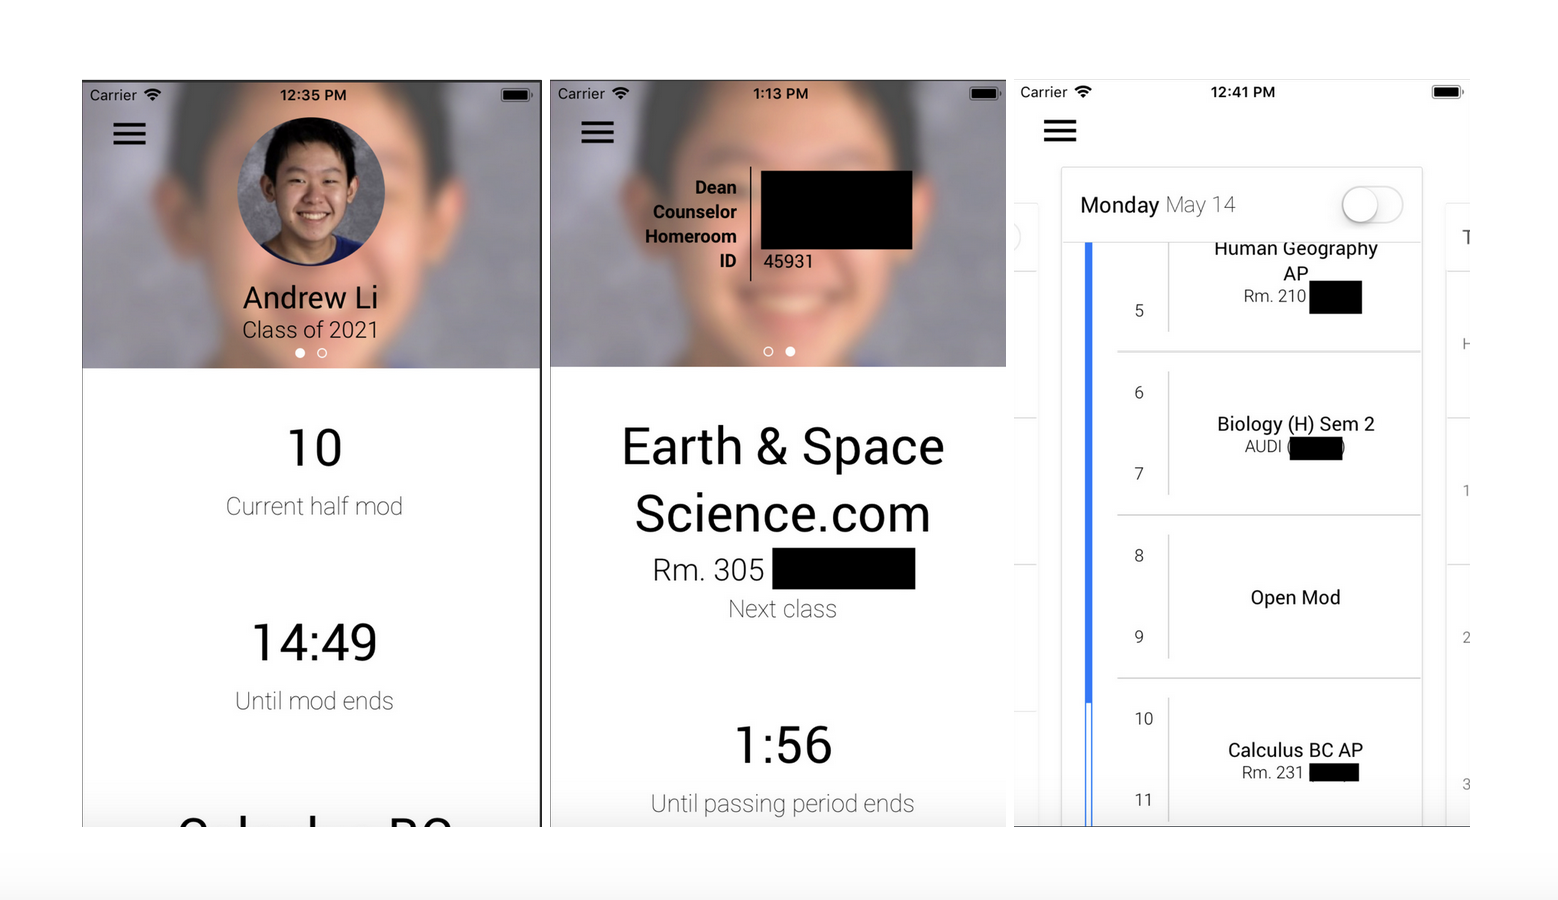 Carrier 12:35 PM
Andrew Li
Class of 2021
10
Current half mod
14:49
Until mod ends
Calculus BC
Carrier 1:13 PM
Dean
Counselor
Homeroom
ID 45931
Earth & Space
Science.com
Rm. 305
Next class
1:56
Until passing period ends
Carrier 12:41 PM
Monday May 14
Human Geography
AP
Rm. 210
5
6
Biology (H) Sem 2
AUDI ( )
7
8
Open Mod
9
10
Calculus BC AP
Rm. 231
11
T
H
1
2
3